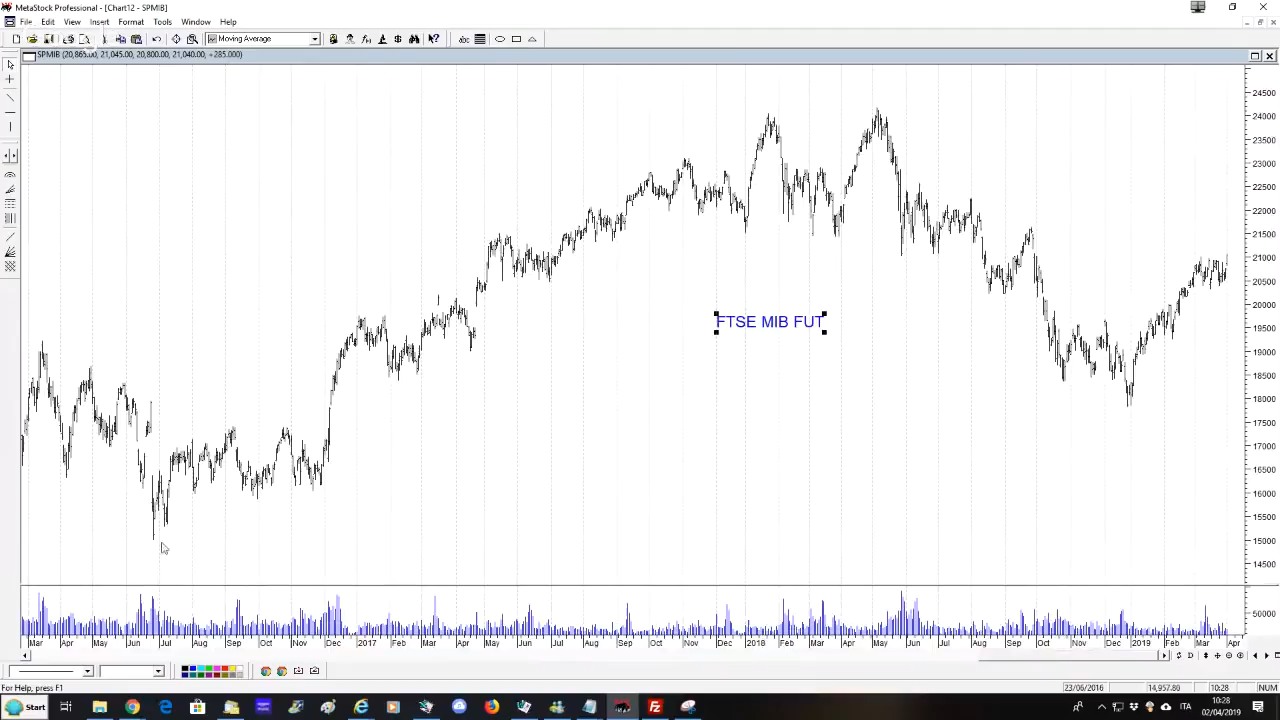 MetaStock Professional - [Chart12 - SPMIB]
File Edit View Insert Format Tools Window Help
Moving Average
SPMIB (20,865.00, 21,045.00, 20,800.00, 21,040.00, +285.000)
24500
24000
23500
23000
22500
22000
21500
21000
20500
20000
19500
19000
18500
18000
17500
17000
16500
16000
15500
15000
14500
50000
FTSE MIB FUT
Mar Apr May Jun Jul Aug Sep Oct Nov Dec 2017 Feb Mar Apr May Jun Jul Aug Sep Oct Nov Dec 2018 Feb Mar Apr May Jun Jul Aug Sep Oct Nov Dec 2019 Feb Mar Apr
For Help, press F1
23/06/2016 14,957.80 10:28 NUM
Start
ITA
10:28
02/04/2019